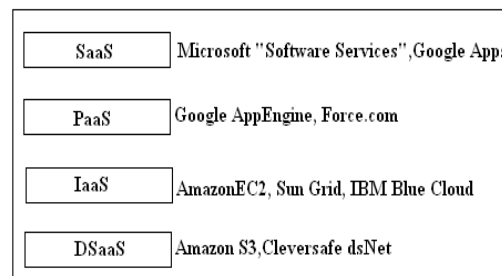 SaaS Microsoft "Software Services",Google Apps
PaaS Google AppEngine, Force.com
IaaS AmazonEC2, Sun Grid, IBM Blue Cloud
DSaaS Amazon S3,Cleversafe dsNet